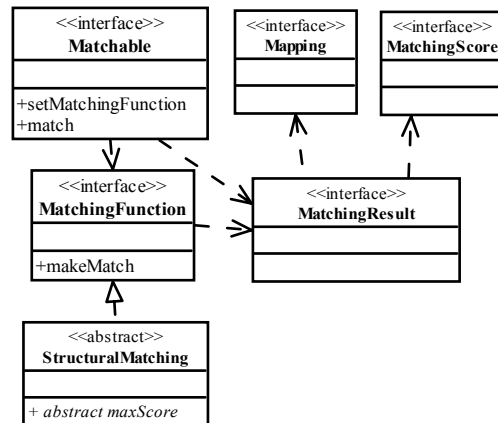 <<interface>>
Matchable
+setMatchingFunction
+match
<<interface>>
Mapping
<<interface>>
MatchingScore
<<interface>>
MatchingFunction
+makeMatch
<<interface>>
MatchingResult
<<abstract>>
StructuralMatching
+ abstract maxScore